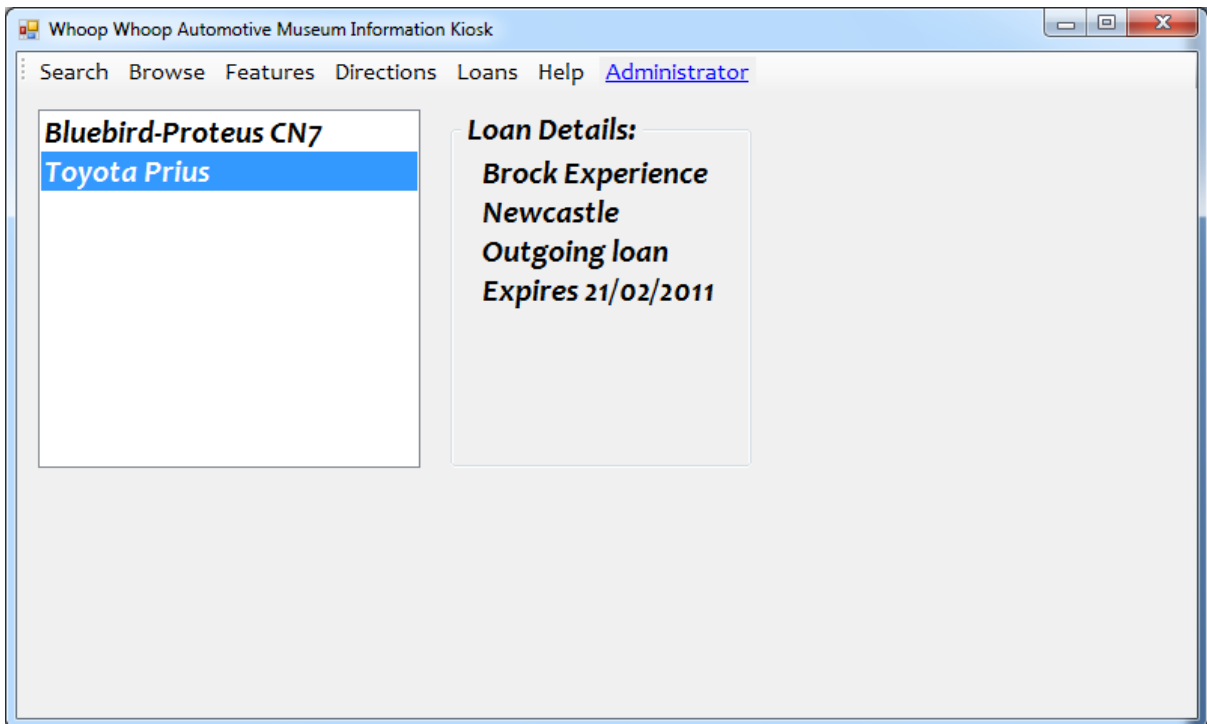 Whoop Whoop Automotive Museum Information Kiosk
Search Browse Features Directions Loans Help Administrator
Bluebird-Proteus CN7
Toyota Prius
Loan Details:
Brock Experience
Newcastle
Outgoing loan
Expires 21/02/2011